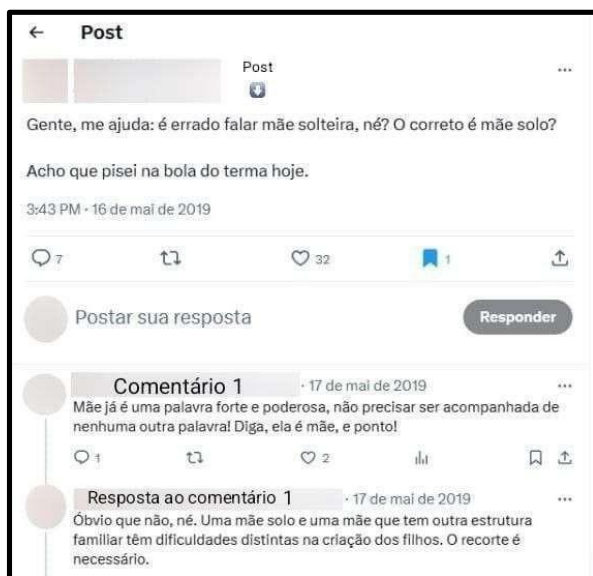 Post
Post
Gente, me ajuda: é errado falar mãe solteira, né? O correto é mãe solo?
Acho que pisei na bola do terma hoje.
3:43 PM · 16 de mai de 2019
7 32 1
Postar sua resposta Responder
Comentário 1 · 17 de mai de 2019
Mãe já é uma palavra forte e poderosa, não precisar ser acompanhada de
nenhuma outra palavra! Diga, ela é mãe, e ponto!
1 2
Resposta ao comentário 1 · 17 de mai de 2019
Óbvio que não, né. Uma mãe solo e uma mãe que tem outra estrutura
familiar têm dificuldades distintas na criação dos filhos. O recorte é
necessário.